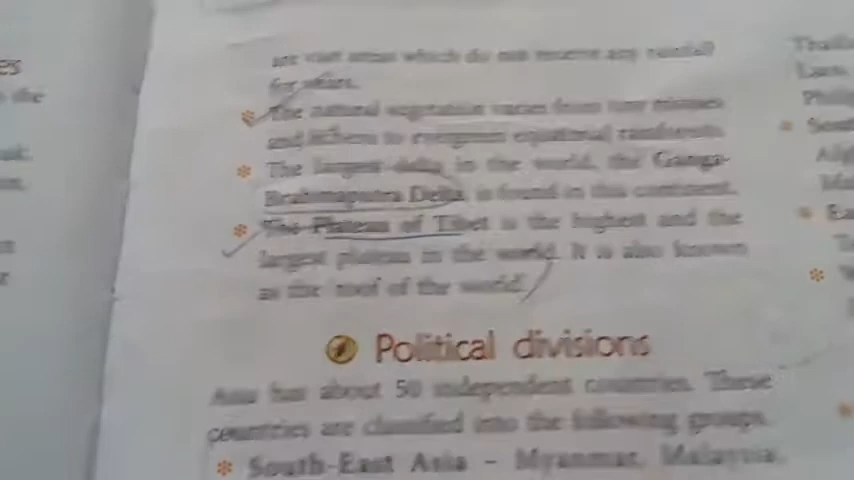 are vast areas which do not receive any rainfall
for years.
The natural vegetation varies from tiny mosses
and lichens to evergreen equatorial rainforests.
The largest delta in the world, the Ganga-
Brahmaputra Delta is found in this continent.
The Plateau of Tibet is the highest and the
largest plateau in the world. It is also known
as the 'roof of the world'.
Political divisions
Asia has about 50 independent countries. These
countries are classified into the following groups.
South-East Asia – Myanmar, Malaysia,